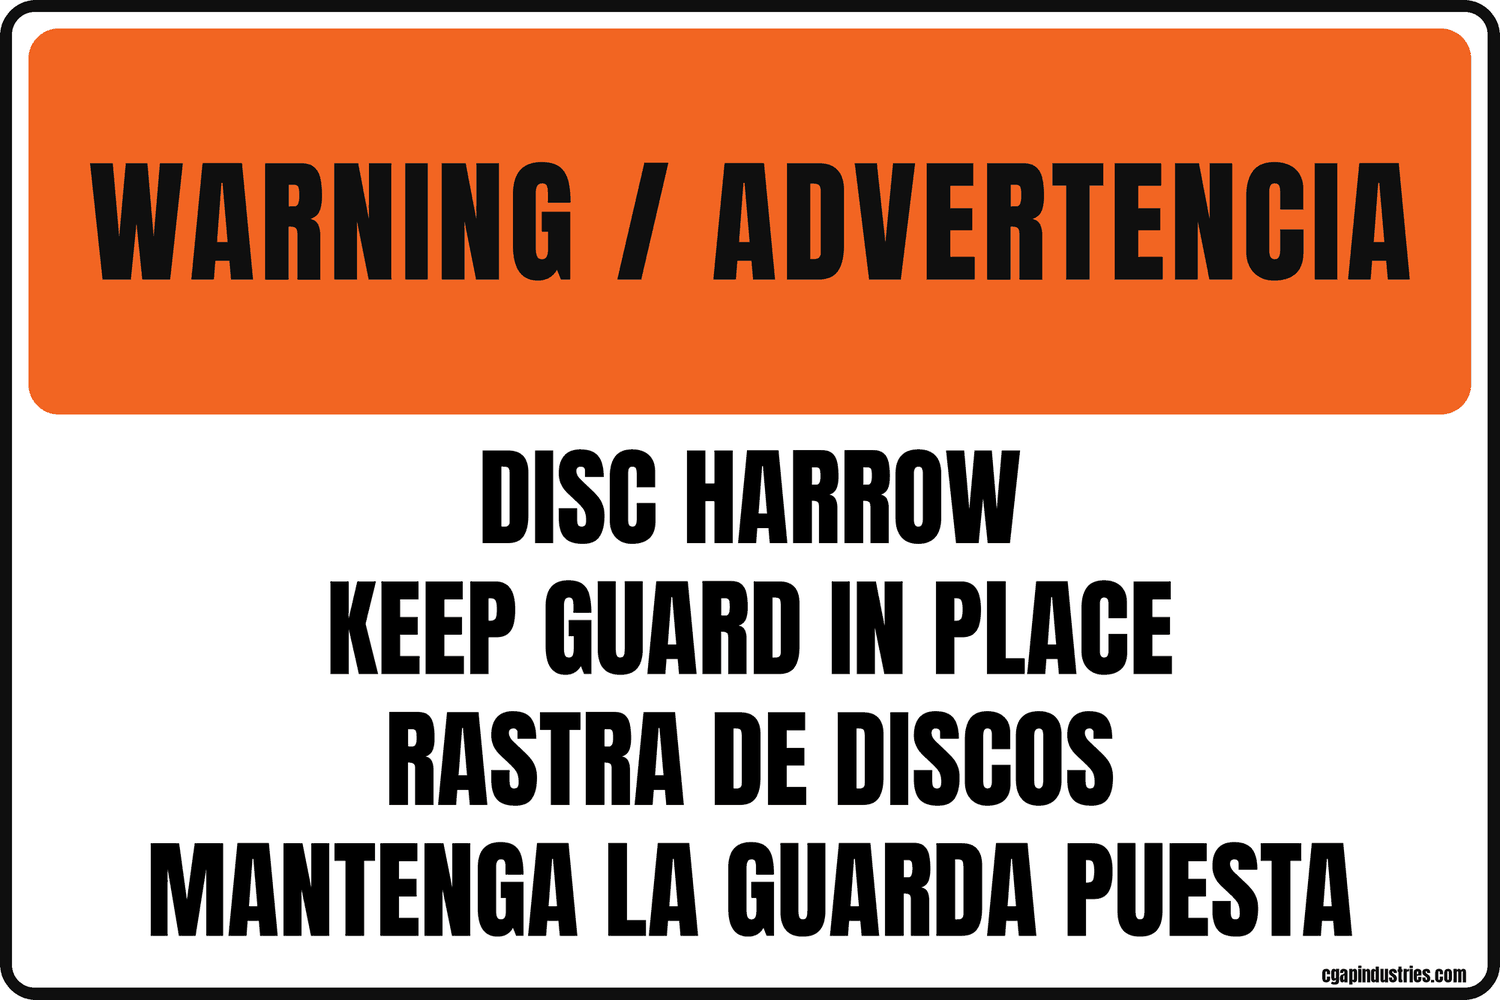 WARNING / ADVERTENCIA
DISC HARROW
KEEP GUARD IN PLACE
RASTRA DE DISCOS
MANTENGA LA GUARDA PUESTA
cgapindustries.com